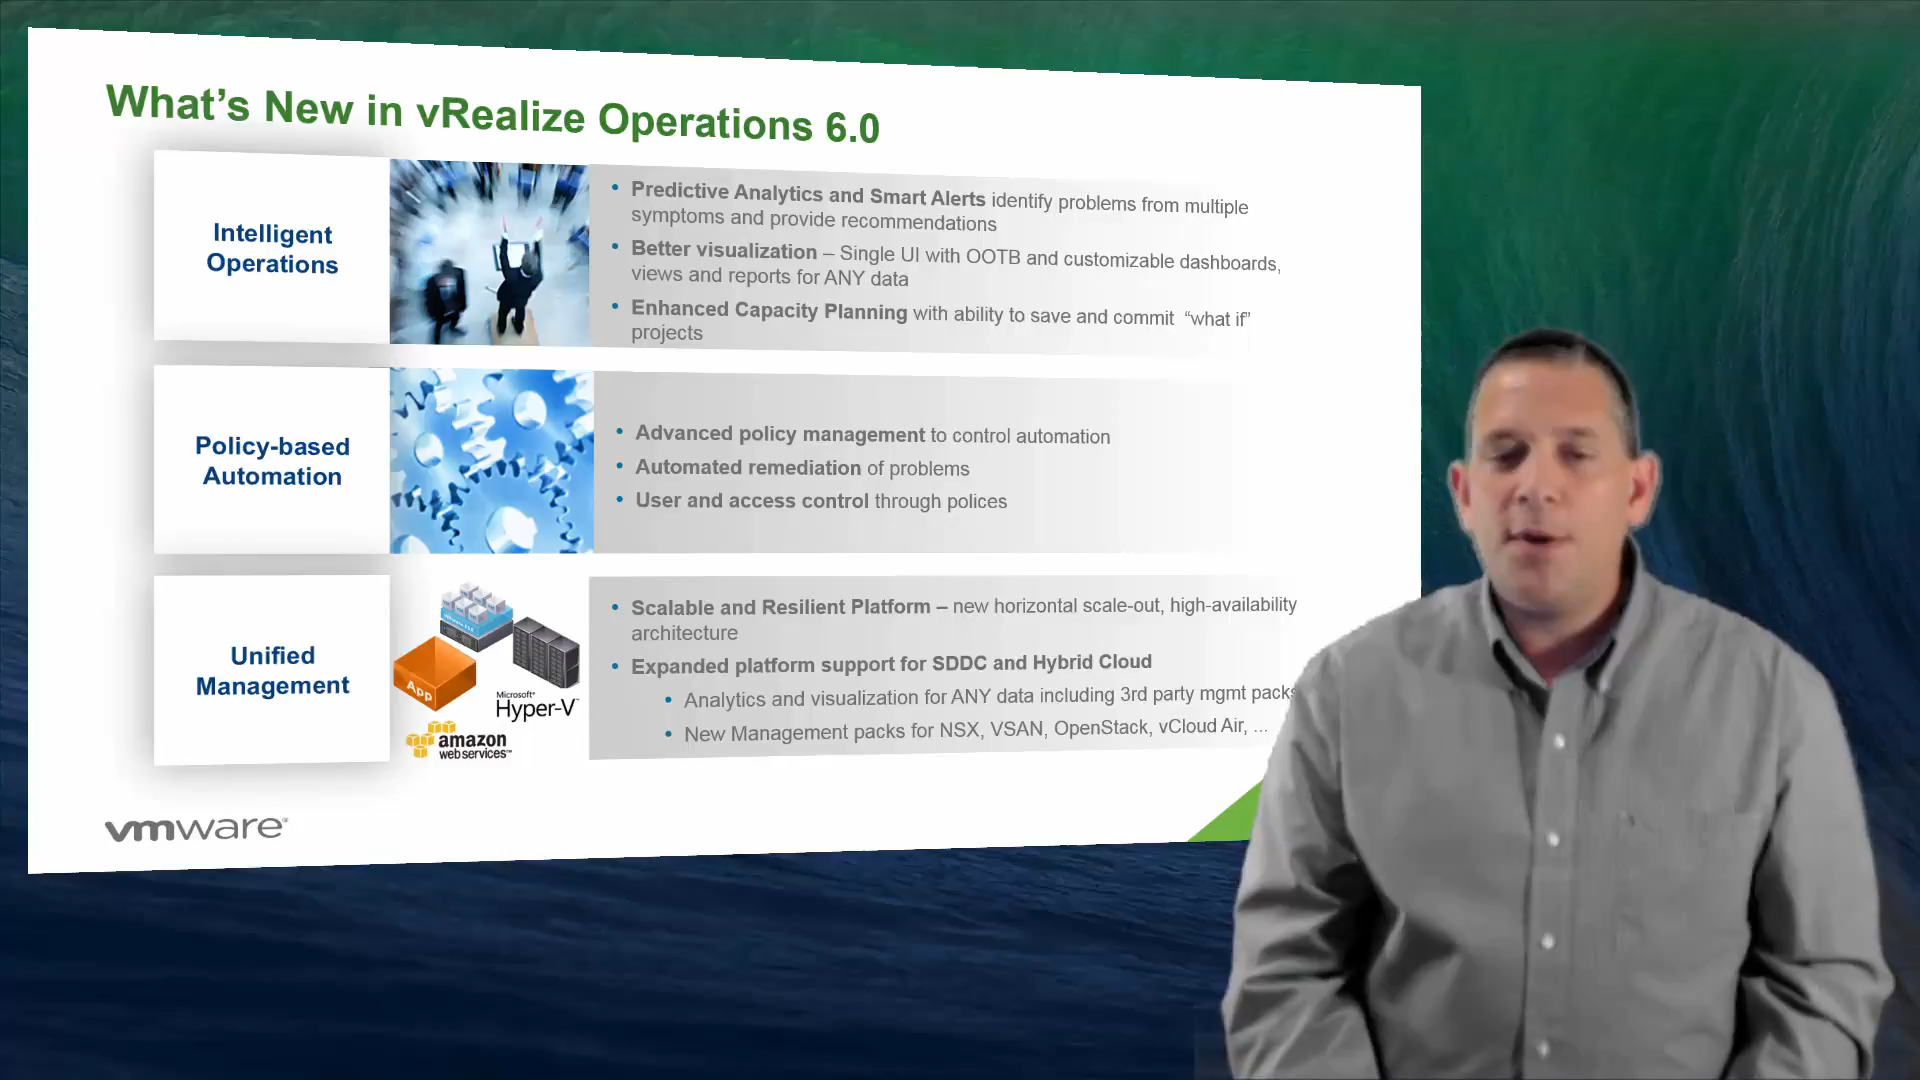 What's New in vRealize Operations 6.0
Intelligent
Operations
• Predictive Analytics and Smart Alerts identify problems from multiple
symptoms and provide recommendations
• Better visualization – Single UI with OOTB and customizable dashboards,
views and reports for ANY data
• Enhanced Capacity Planning with ability to save and commit “what if”
projects
Policy-based
Automation
• Advanced policy management to control automation
• Automated remediation of problems
• User and access control through polices
Unified
Management
App
Microsoft®
Hyper-V™
amazon
webservices™
• Scalable and Resilient Platform – new horizontal scale-out, high-availability
architecture
• Expanded platform support for SDDC and Hybrid Cloud
• Analytics and visualization for ANY data including 3rd party mgmt packs
• New Management packs for NSX, VSAN, OpenStack, vCloud Air, ...
vmware®